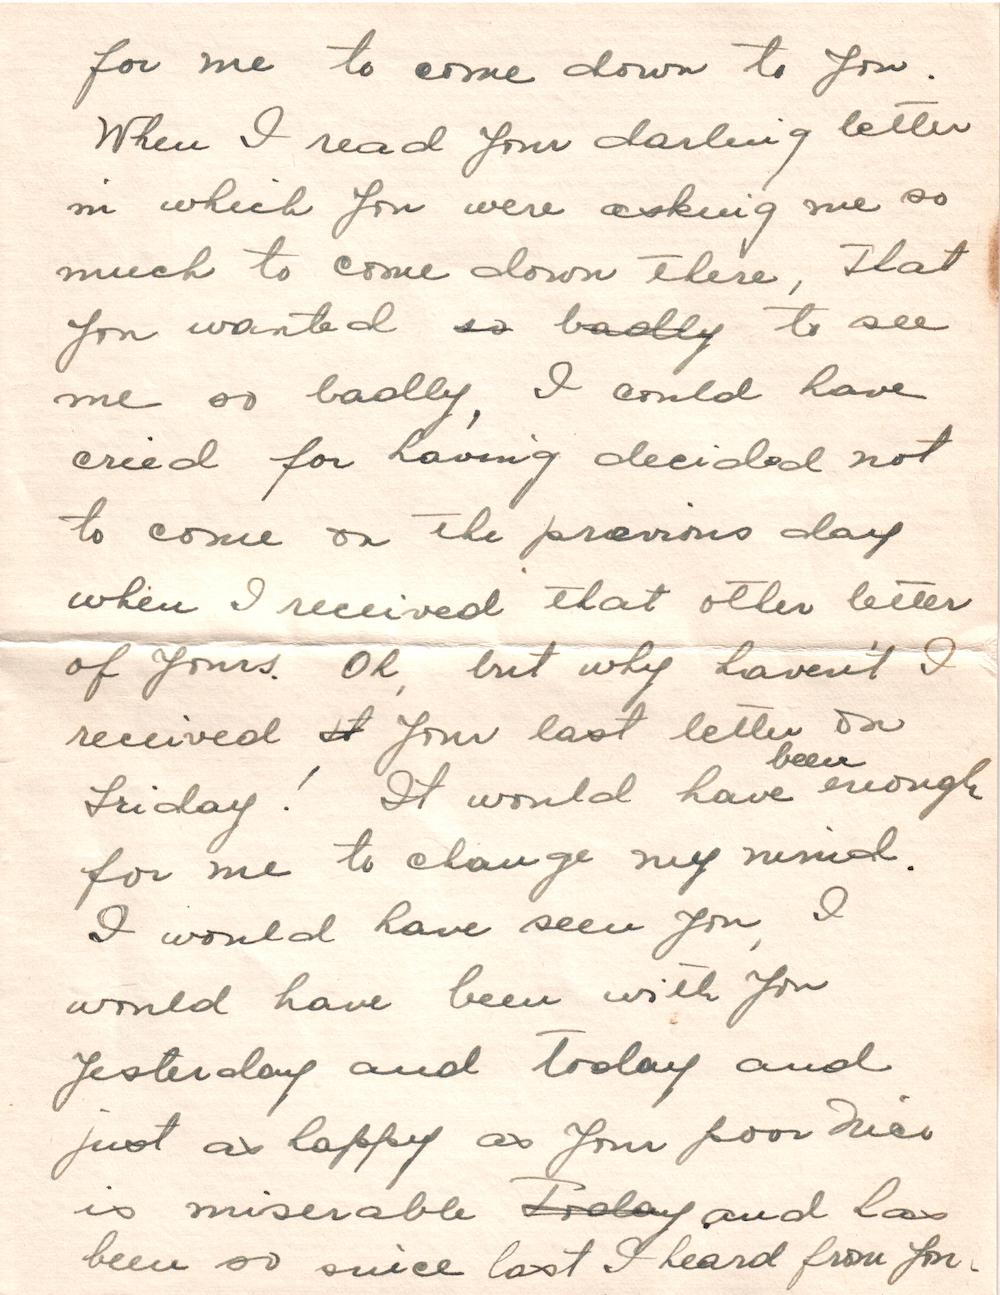 for me to come down to You.
When I read Your darling letter
in which You were asking me so
much to come down there, that
You wanted so badly to see
me so badly, I could have
cried for having decided not
to come on the previous day
when I received that other letter
of Yours. Oh, but why haven't I
received it Your last letter on
Friday! It would have been enough
for me to change my mind.
I would have seen You, I
would have been with You
Yesterday and today and
just as happy as Your poor Nico
is miserable Today and has
been so since last I heard from You.